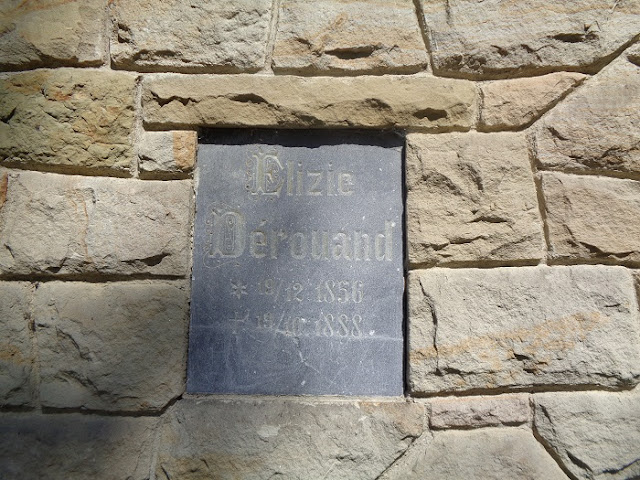 Elizie
Dérouand
* 19/12 1856
† 15/10 1888